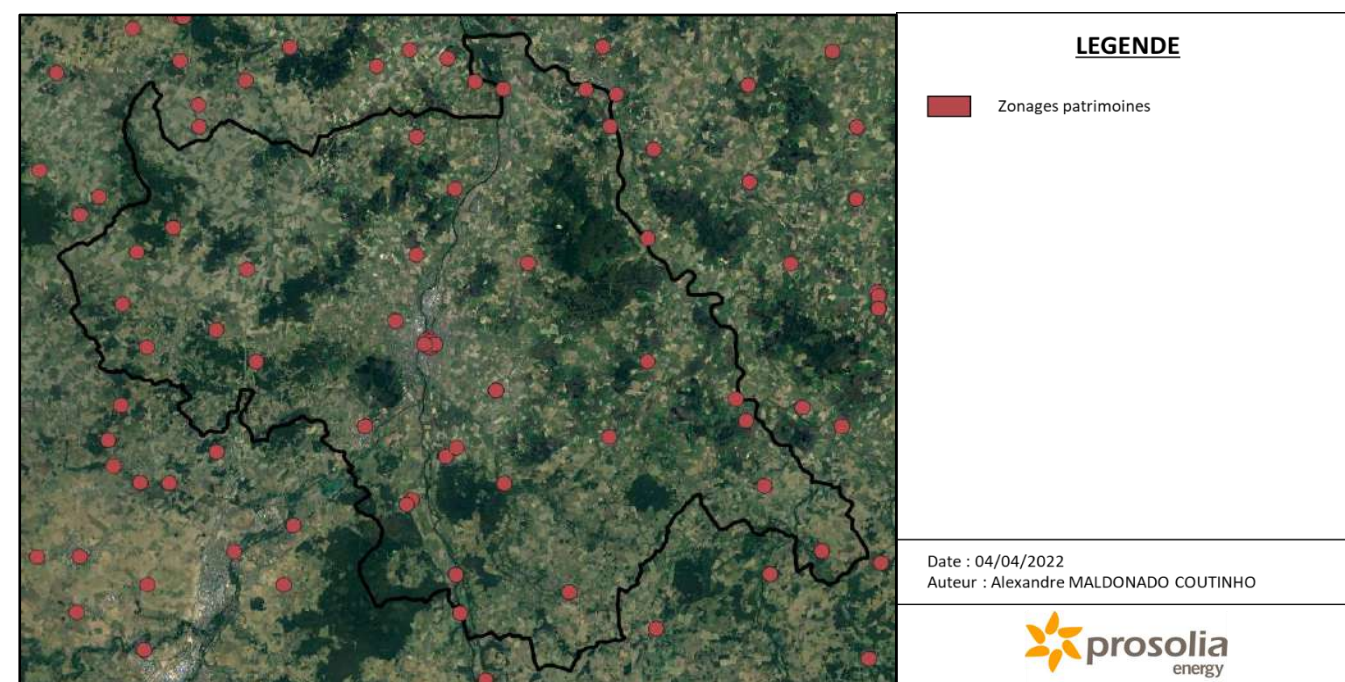 LEGENDE
Zonages patrimoines
Date : 04/04/2022
Auteur : Alexandre MALDONADO COUTINHO
prosolia
energy